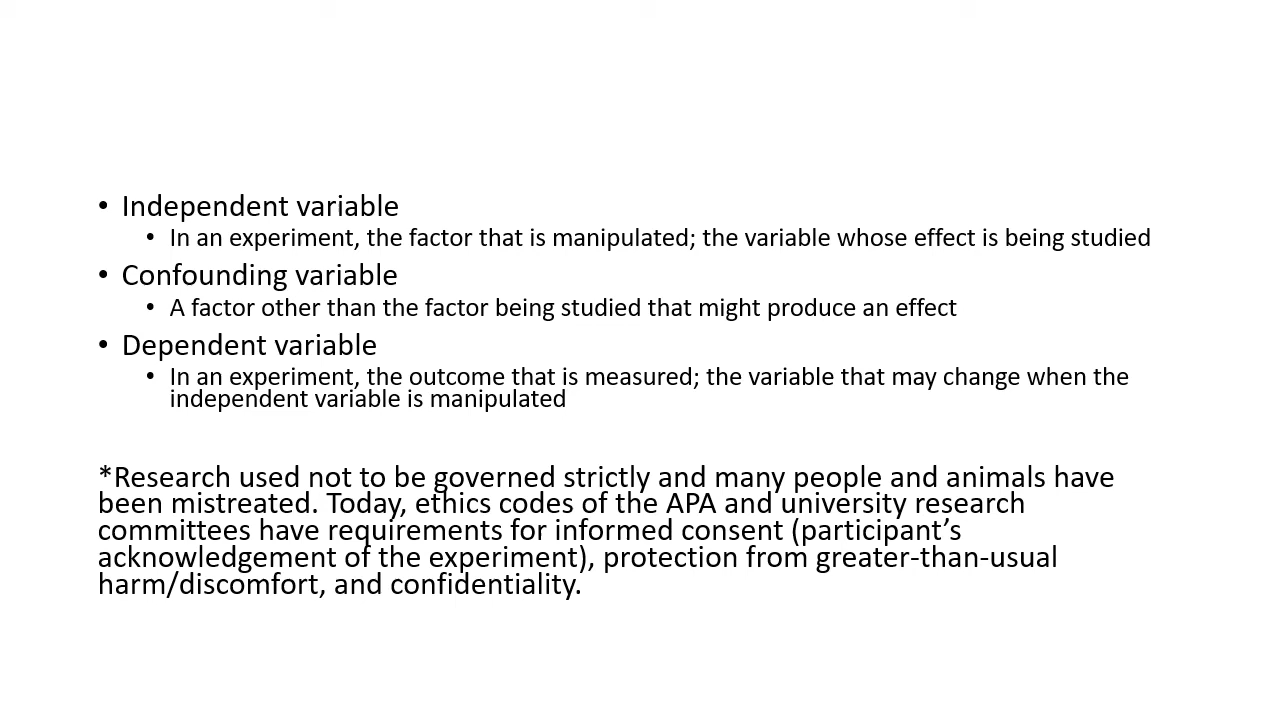 • Independent variable
• In an experiment, the factor that is manipulated; the variable whose effect is being studied
• Confounding variable
• A factor other than the factor being studied that might produce an effect
• Dependent variable
• In an experiment, the outcome that is measured; the variable that may change when the
independent variable is manipulated
*Research used not to be governed strictly and many people and animals have
been mistreated. Today, ethics codes of the APA and university research
committees have requirements for informed consent (participant’s
acknowledgement of the experiment), protection from greater-than-usual
harm/discomfort, and confidentiality.